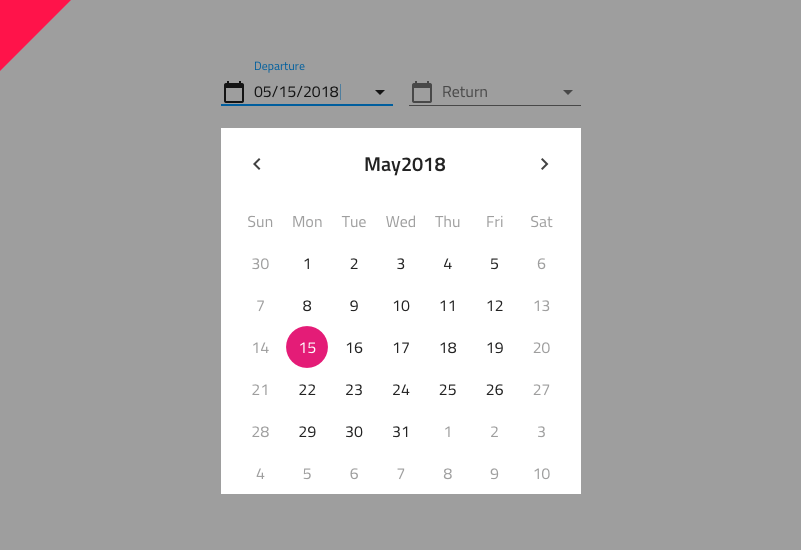 Departure
05/15/2018 Return
May2018
Sun Mon Tue Wed Thu Fri Sat
30 1 2 3 4 5 6
7 8 9 10 11 12 13
14 15 16 17 18 19 20
21 22 23 24 25 26 27
28 29 30 31 1 2 3
4 5 6 7 8 9 10